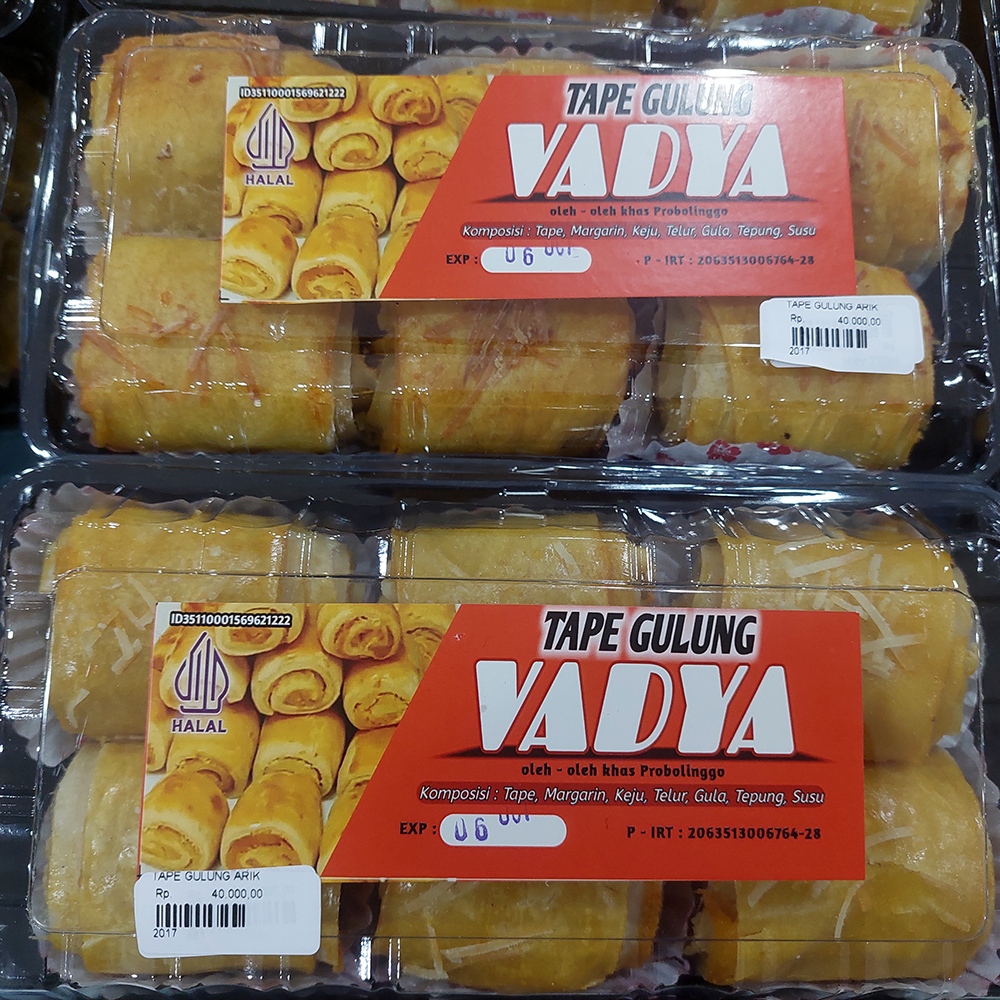 ID35110001569621222
HALAL
TAPE GULUNG
VADYA
oleh - oleh khas Probolinggo
Komposisi : Tape, Margarin, Keju, Telur, Gula, Tepung, Susu
EXP : 06
P - IRT : 2063513006764-28
TAPE GULUNG ARIK
Rp. 40.000,00
2017
ID35110001569621222
HALAL
TAPE GULUNG
VADYA
oleh - oleh khas Probolinggo
Komposisi : Tape, Margarin, Keju, Telur, Gula, Tepung, Susu
EXP : 06
P - IRT : 2063513006764-28
TAPE GULUNG ARIK
Rp. 40.000,00
2017